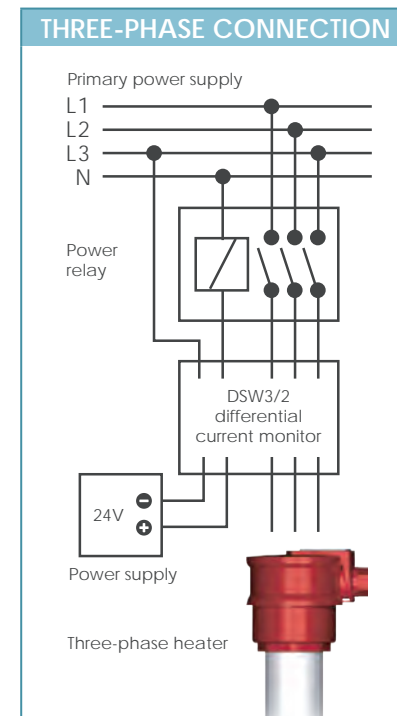 THREE-PHASE CONNECTION
Primary power supply
L1
L2
L3
N
Power
relay
DSW3/2
differential
current monitor
24V
Power supply
Three-phase heater